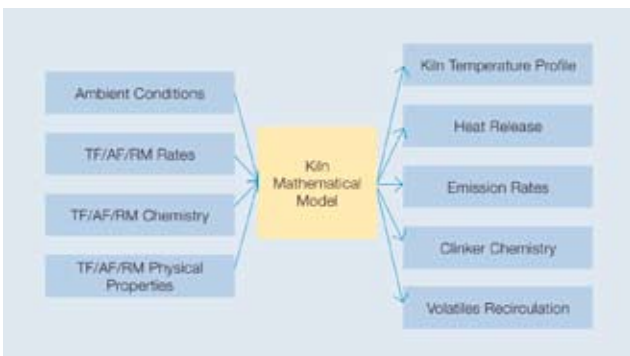 Ambient Conditions
TF/AF/RM Rates
TF/AF/RM Chemistry
TF/AF/RM Physical
Properties
Kiln
Mathematical
Model
Kiln Temperature Profile
Heat Release
Emission Rates
Clinker Chemistry
Volatiles Recirculation